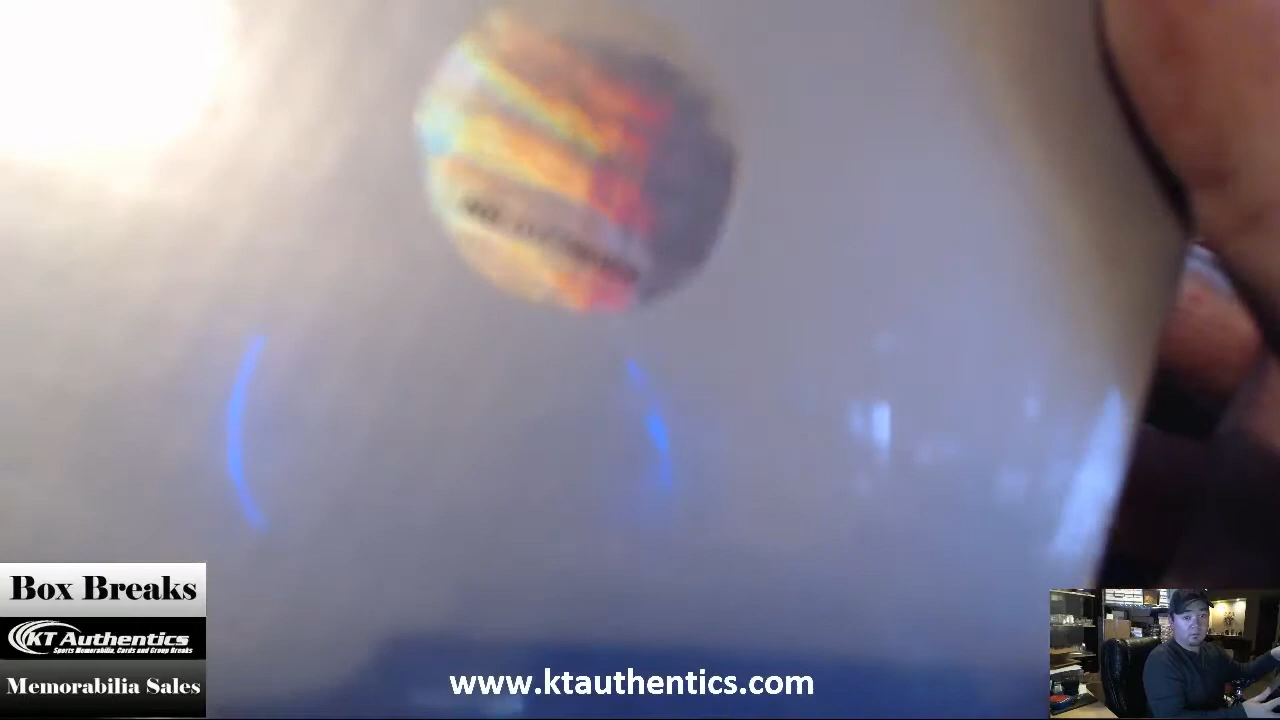 Box Breaks
KT Authentics
Sports Memorabilia, Cards and Group Breaks
Memorabilia Sales
www.ktauthentics.com